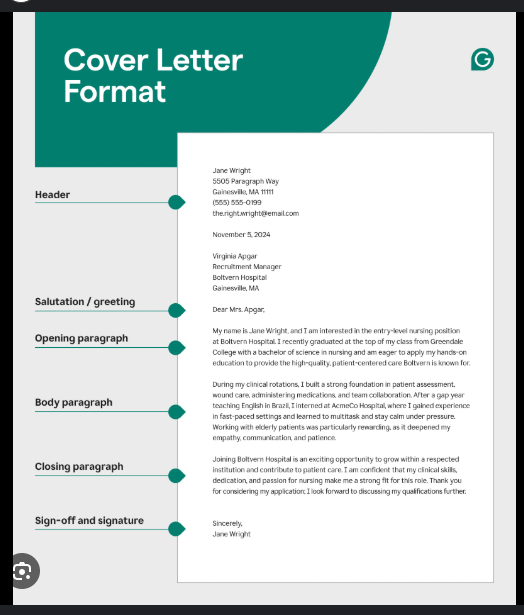 Cover Letter
Format
Header
Jane Wright
5505 Paragraph Way
Gainesville, MA 11111
(555) 555-0199
the.right.wright@email.com
November 5, 2024
Virginia Apgar
Recruitment Manager
Boltvern Hospital
Gainesville, MA
Salutation / greeting
Dear Mrs. Apgar,
Opening paragraph
My name is Jane Wright, and I am interested in the entry-level nursing position
at Boltvern Hospital. I recently graduated at the top of my class from Greendale
College with a bachelor of science in nursing and am eager to apply my hands-on
education to provide the high-quality, patient-centered care Boltvern is known for.
Body paragraph
During my clinical rotations, I built a strong foundation in patient assessment,
wound care, administering medications, and team collaboration. After a gap year
teaching English in Brazil, I interned at AcmeCo Hospital, where I gained experience
in fast-paced settings and learned to multitask and stay calm under pressure.
Working with elderly patients was particularly rewarding, as it deepened my
empathy, communication, and patience.
Closing paragraph
Joining Boltvern Hospital is an exciting opportunity to grow within a respected
institution and contribute to patient care. I am confident that my clinical skills,
dedication, and passion for nursing make me a strong fit for this role. Thank you
for considering my application; I look forward to discussing my qualifications further.
Sign-off and signature
Sincerely,
Jane Wright